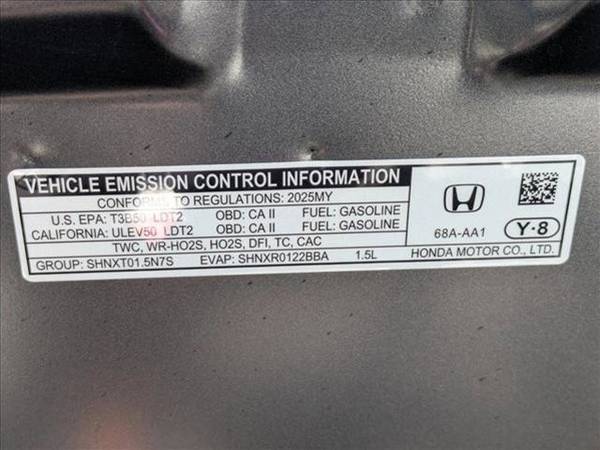 VEHICLE EMISSION CONTROL INFORMATION
CONFORMS TO REGULATIONS: 2025MY
U.S. EPA: T3B50 LDT2 OBD: CA II FUEL: GASOLINE
CALIFORNIA: ULEV50 LDT2 OBD: CA II FUEL: GASOLINE
TWC, WR-HO2S, HO2S, DFI, TC, CAC
GROUP: SHNXT01.5N7S EVAP: SHNXR0122BBA 1.5L
68A-AA1 Y-8
HONDA MOTOR CO., LTD.